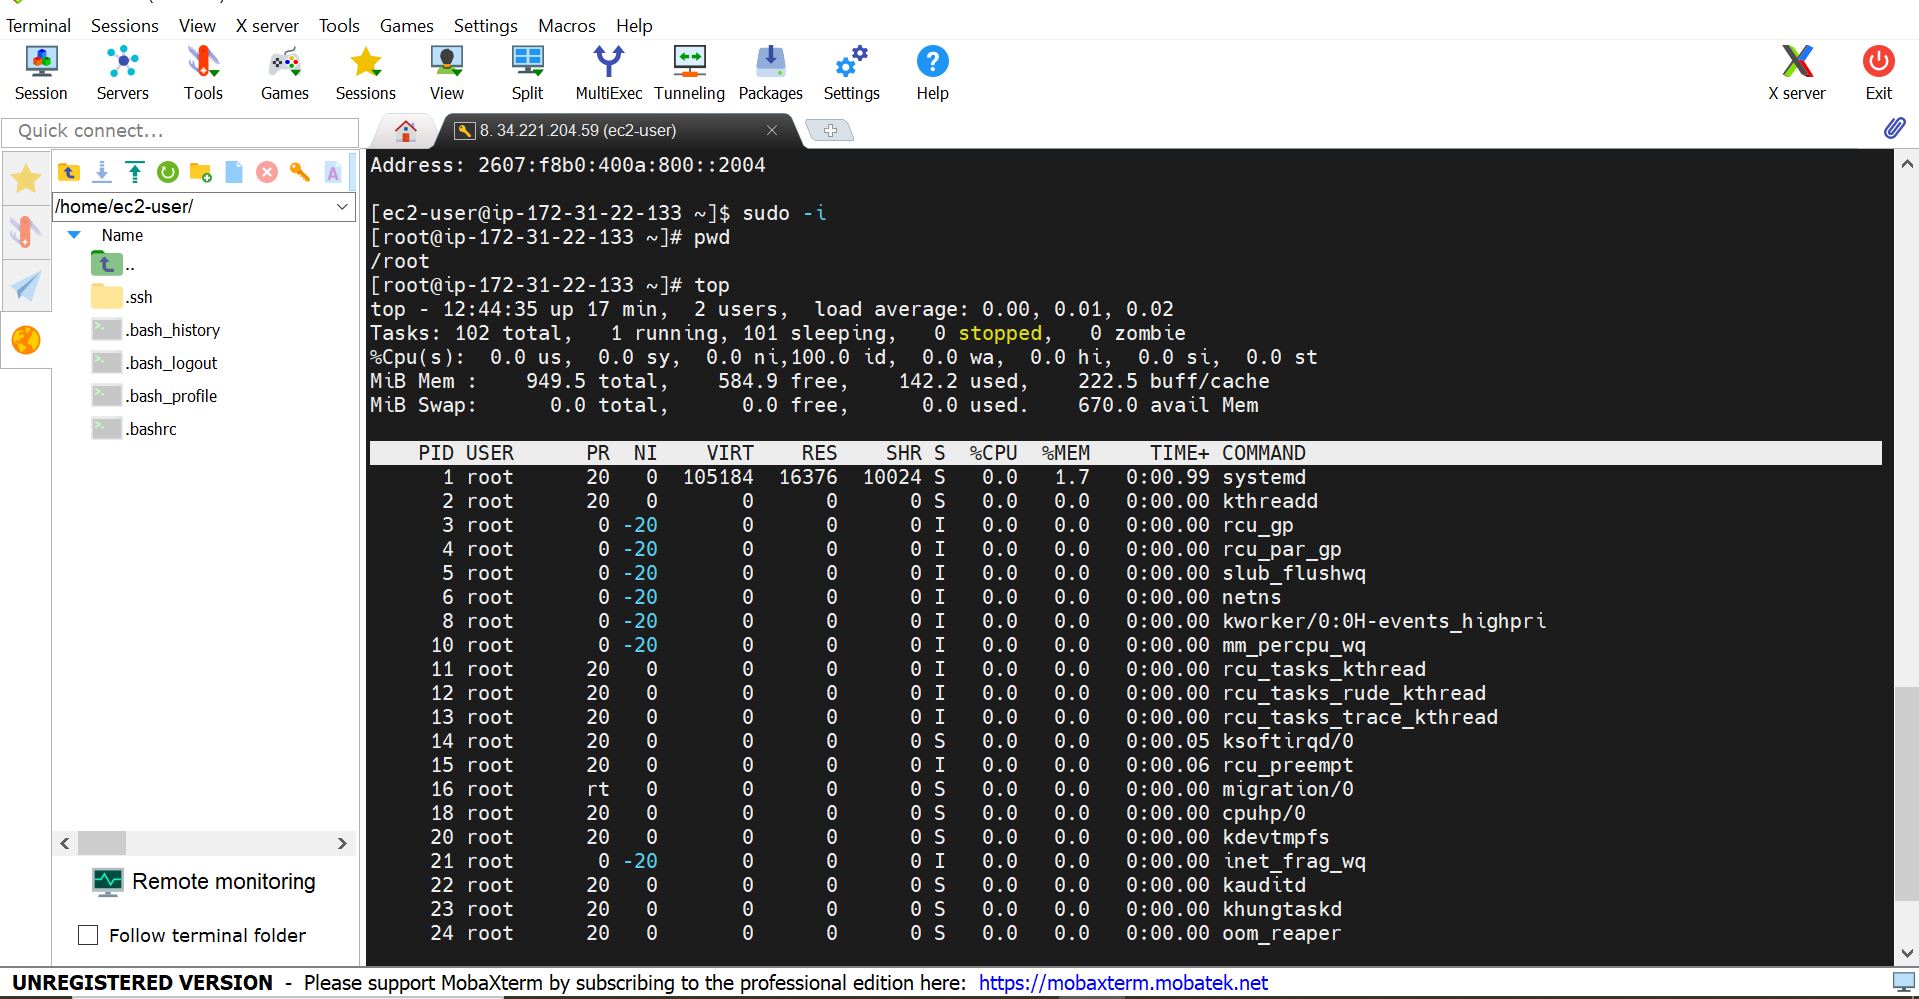 Terminal Sessions View X server Tools Games Settings Macros Help
Session Servers Tools Games Sessions View Split MultiExec Tunneling Packages Settings Help X server Exit
Quick connect...
8. 34.221.204.59 (ec2-user)
/home/ec2-user/
Name
..
.ssh
.bash_history
.bash_logout
.bash_profile
.bashrc
Remote monitoring
Follow terminal folder
Address: 2607:f8b0:400a:800::2004
[ec2-user@ip-172-31-22-133 ~]$ sudo -i
[root@ip-172-31-22-133 ~]# pwd
/root
[root@ip-172-31-22-133 ~]# top
top - 12:44:35 up 17 min,  2 users,  load average: 0.00, 0.01, 0.02
Tasks: 102 total,   1 running, 101 sleeping,   0 stopped,   0 zombie
%Cpu(s):  0.0 us,  0.0 sy,  0.0 ni,100.0 id,  0.0 wa,  0.0 hi,  0.0 si,  0.0 st
MiB Mem :    949.5 total,    584.9 free,    142.2 used,    222.5 buff/cache
MiB Swap:      0.0 total,      0.0 free,      0.0 used.    670.0 avail Mem
PID USER      PR  NI    VIRT    RES    SHR S  %CPU  %MEM     TIME+ COMMAND
1 root      20   0  105184  16376  10024 S   0.0   1.7   0:00.99 systemd
2 root      20   0       0      0      0 S   0.0   0.0   0:00.00 kthreadd
3 root       0 -20       0      0      0 I   0.0   0.0   0:00.00 rcu_gp
4 root       0 -20       0      0      0 I   0.0   0.0   0:00.00 rcu_par_gp
5 root       0 -20       0      0      0 I   0.0   0.0   0:00.00 slub_flushwq
6 root       0 -20       0      0      0 I   0.0   0.0   0:00.00 netns
8 root       0 -20       0      0      0 I   0.0   0.0   0:00.00 kworker/0:0H-events_highpri
10 root       0 -20       0      0      0 I   0.0   0.0   0:00.00 mm_percpu_wq
11 root      20   0       0      0      0 I   0.0   0.0   0:00.00 rcu_tasks_kthread
12 root      20   0       0      0      0 I   0.0   0.0   0:00.00 rcu_tasks_rude_kthread
13 root      20   0       0      0      0 I   0.0   0.0   0:00.00 rcu_tasks_trace_kthread
14 root      20   0       0      0      0 S   0.0   0.0   0:00.05 ksoftirqd/0
15 root      20   0       0      0      0 I   0.0   0.0   0:00.06 rcu_preempt
16 root      rt   0       0      0      0 S   0.0   0.0   0:00.00 migration/0
18 root      20   0       0      0      0 S   0.0   0.0   0:00.00 cpuhp/0
20 root      20   0       0      0      0 S   0.0   0.0   0:00.00 kdevtmpfs
21 root       0 -20       0      0      0 I   0.0   0.0   0:00.00 inet_frag_wq
22 root      20   0       0      0      0 S   0.0   0.0   0:00.00 kauditd
23 root      20   0       0      0      0 S   0.0   0.0   0:00.00 khungtaskd
24 root      20   0       0      0      0 S   0.0   0.0   0:00.00 oom_reaper
UNREGISTERED VERSION - Please support MobaXterm by subscribing to the professional edition here: https://mobaxterm.mobatek.net